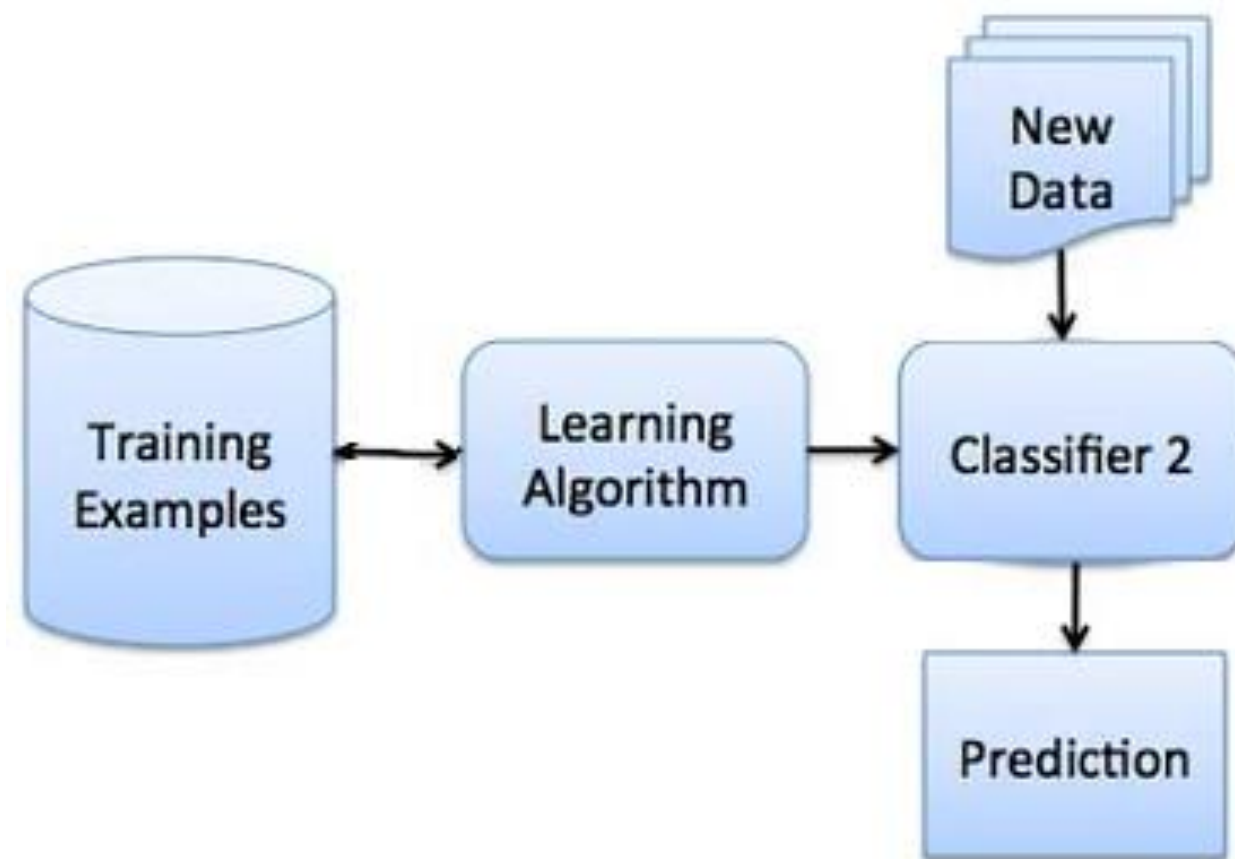 New
Data
Training
Examples
Learning
Algorithm
Classifier 2
Prediction